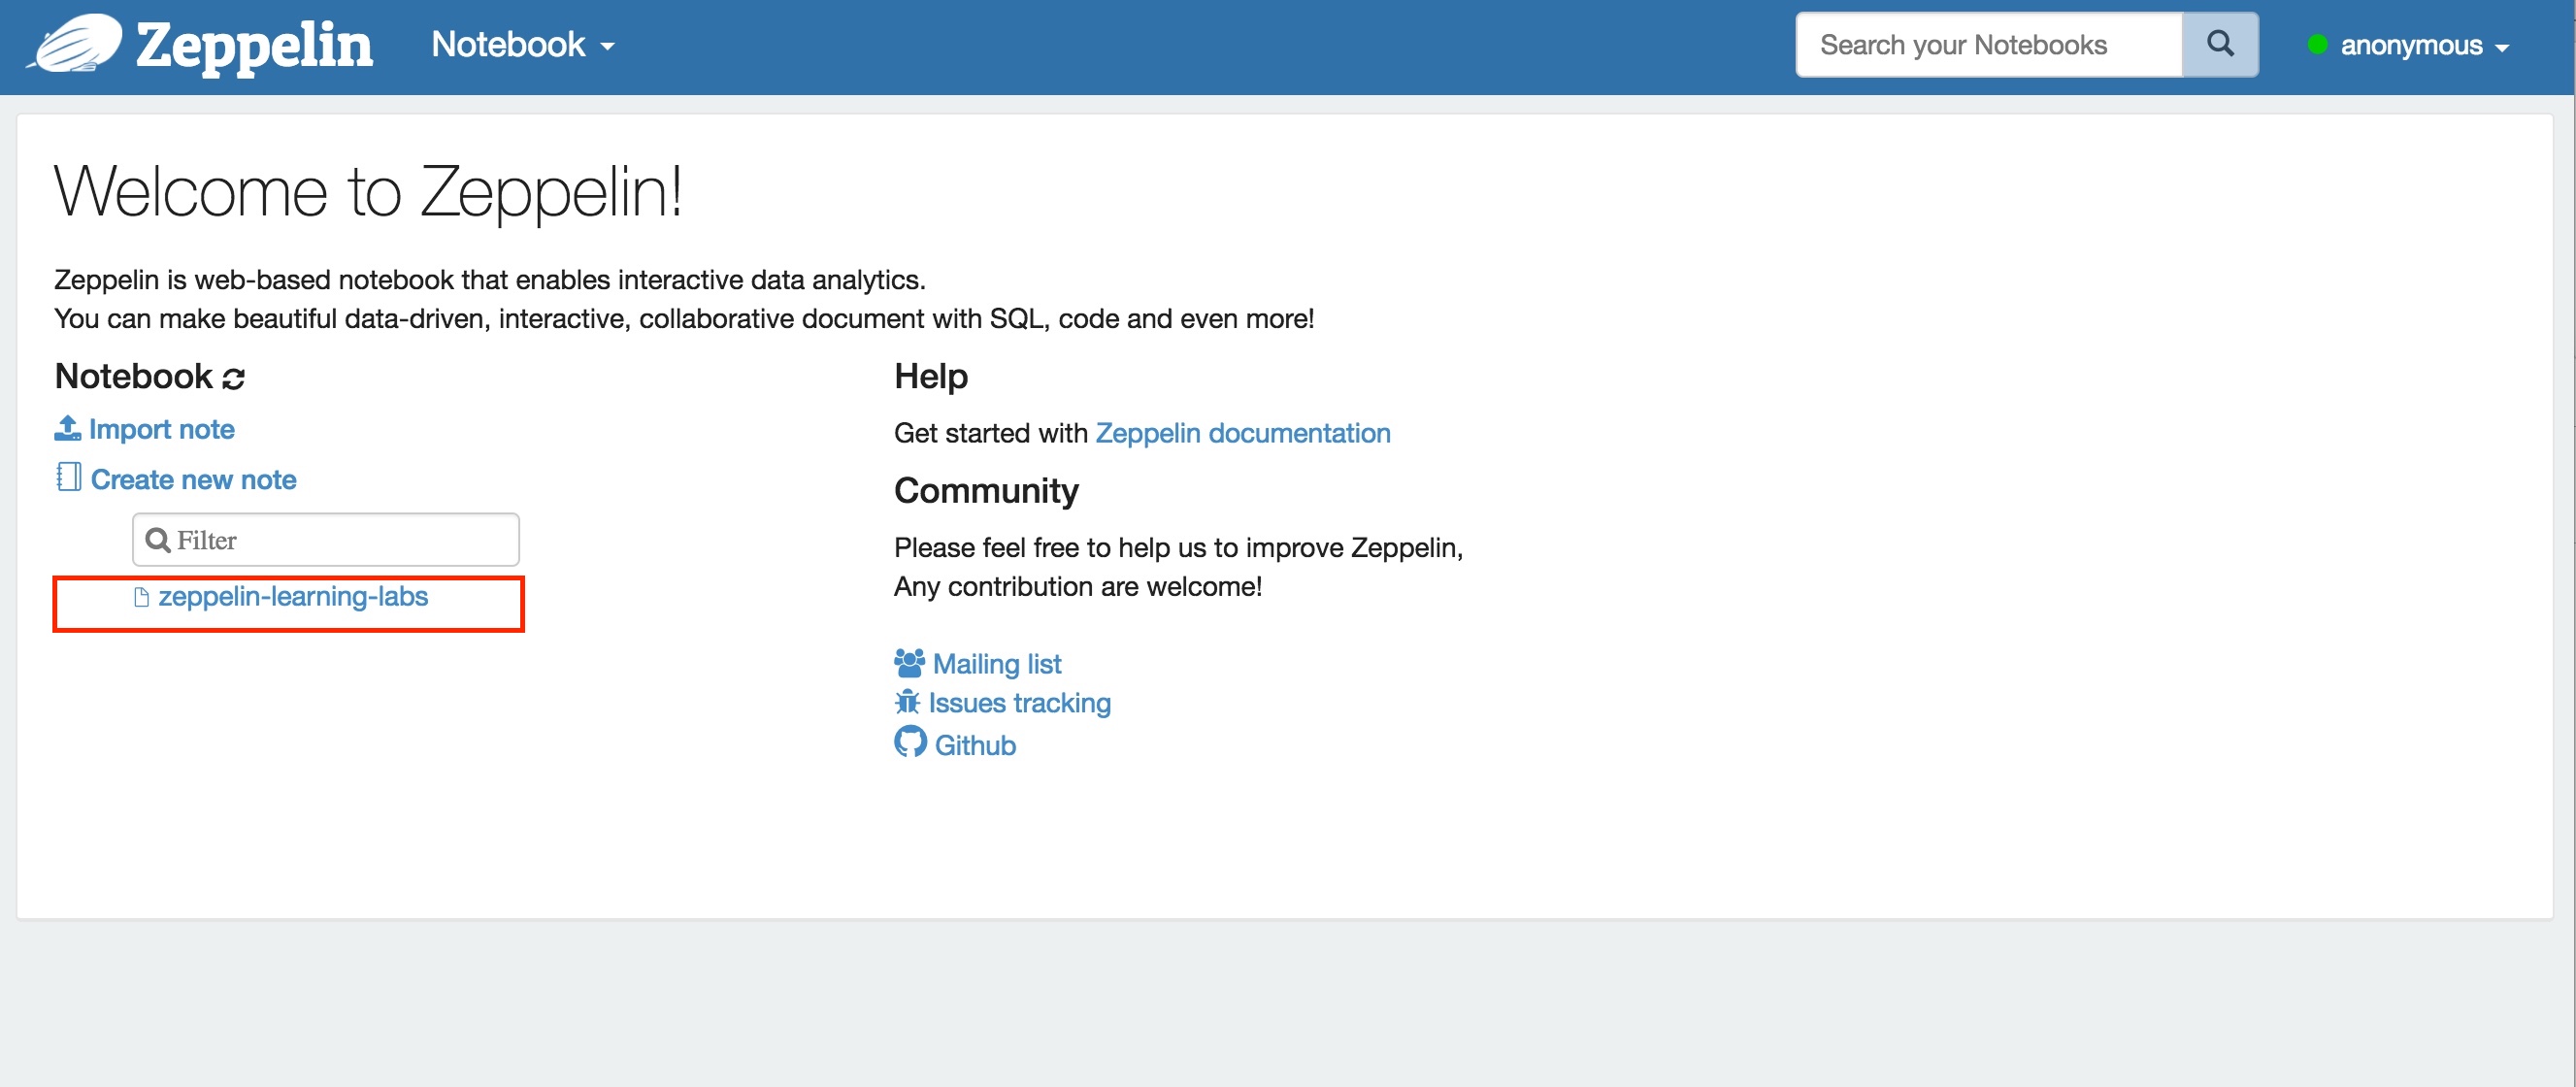 Zeppelin Notebook Search your Notebooks anonymous
Welcome to Zeppelin!
Zeppelin is web-based notebook that enables interactive data analytics.
You can make beautiful data-driven, interactive, collaborative document with SQL, code and even more!
Notebook
Import note
Create new note
Filter
zeppelin-learning-labs
Help
Get started with Zeppelin documentation
Community
Please feel free to help us to improve Zeppelin,
Any contribution are welcome!
Mailing list
Issues tracking
Github